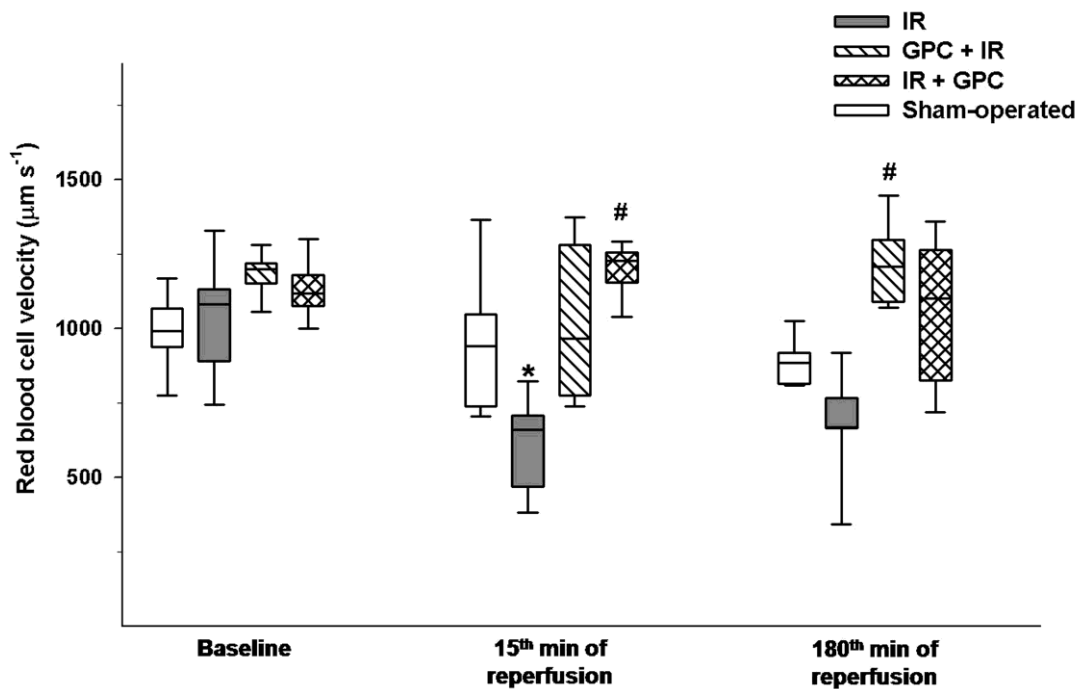 IR
GPC + IR
IR + GPC
Sham-operated
Red blood cell velocity (μm s⁻¹)
1500
1000
500
#
#
*
Baseline
15th min of
reperfusion
180th min of
reperfusion